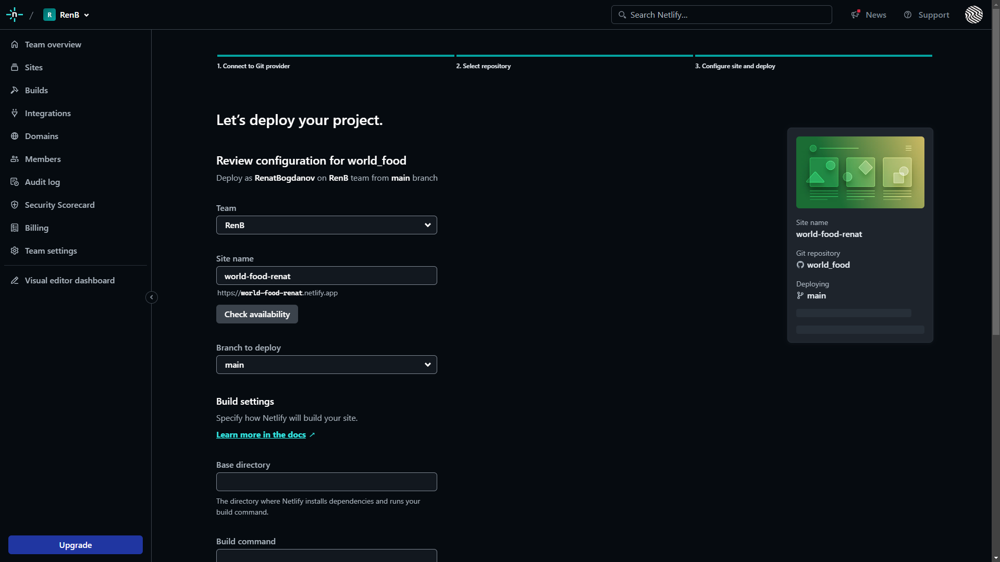 n / R RenB
Search Netlify...
News
Support
Team overview
Sites
Builds
Integrations
Domains
Members
Audit log
Security Scorecard
Billing
Team settings
Visual editor dashboard
Upgrade
1. Connect to Git provider
2. Select repository
3. Configure site and deploy
Let’s deploy your project.
Review configuration for world_food
Deploy as RenatBogdanov on RenB team from main branch
Team
RenB
Site name
world-food-renat
https://world-food-renat.netlify.app
Check availability
Branch to deploy
main
Build settings
Specify how Netlify will build your site.
Learn more in the docs ↗
Base directory
The directory where Netlify installs dependencies and runs your
build command.
Build command
Site name
world-food-renat
Git repository
world_food
Deploying
main